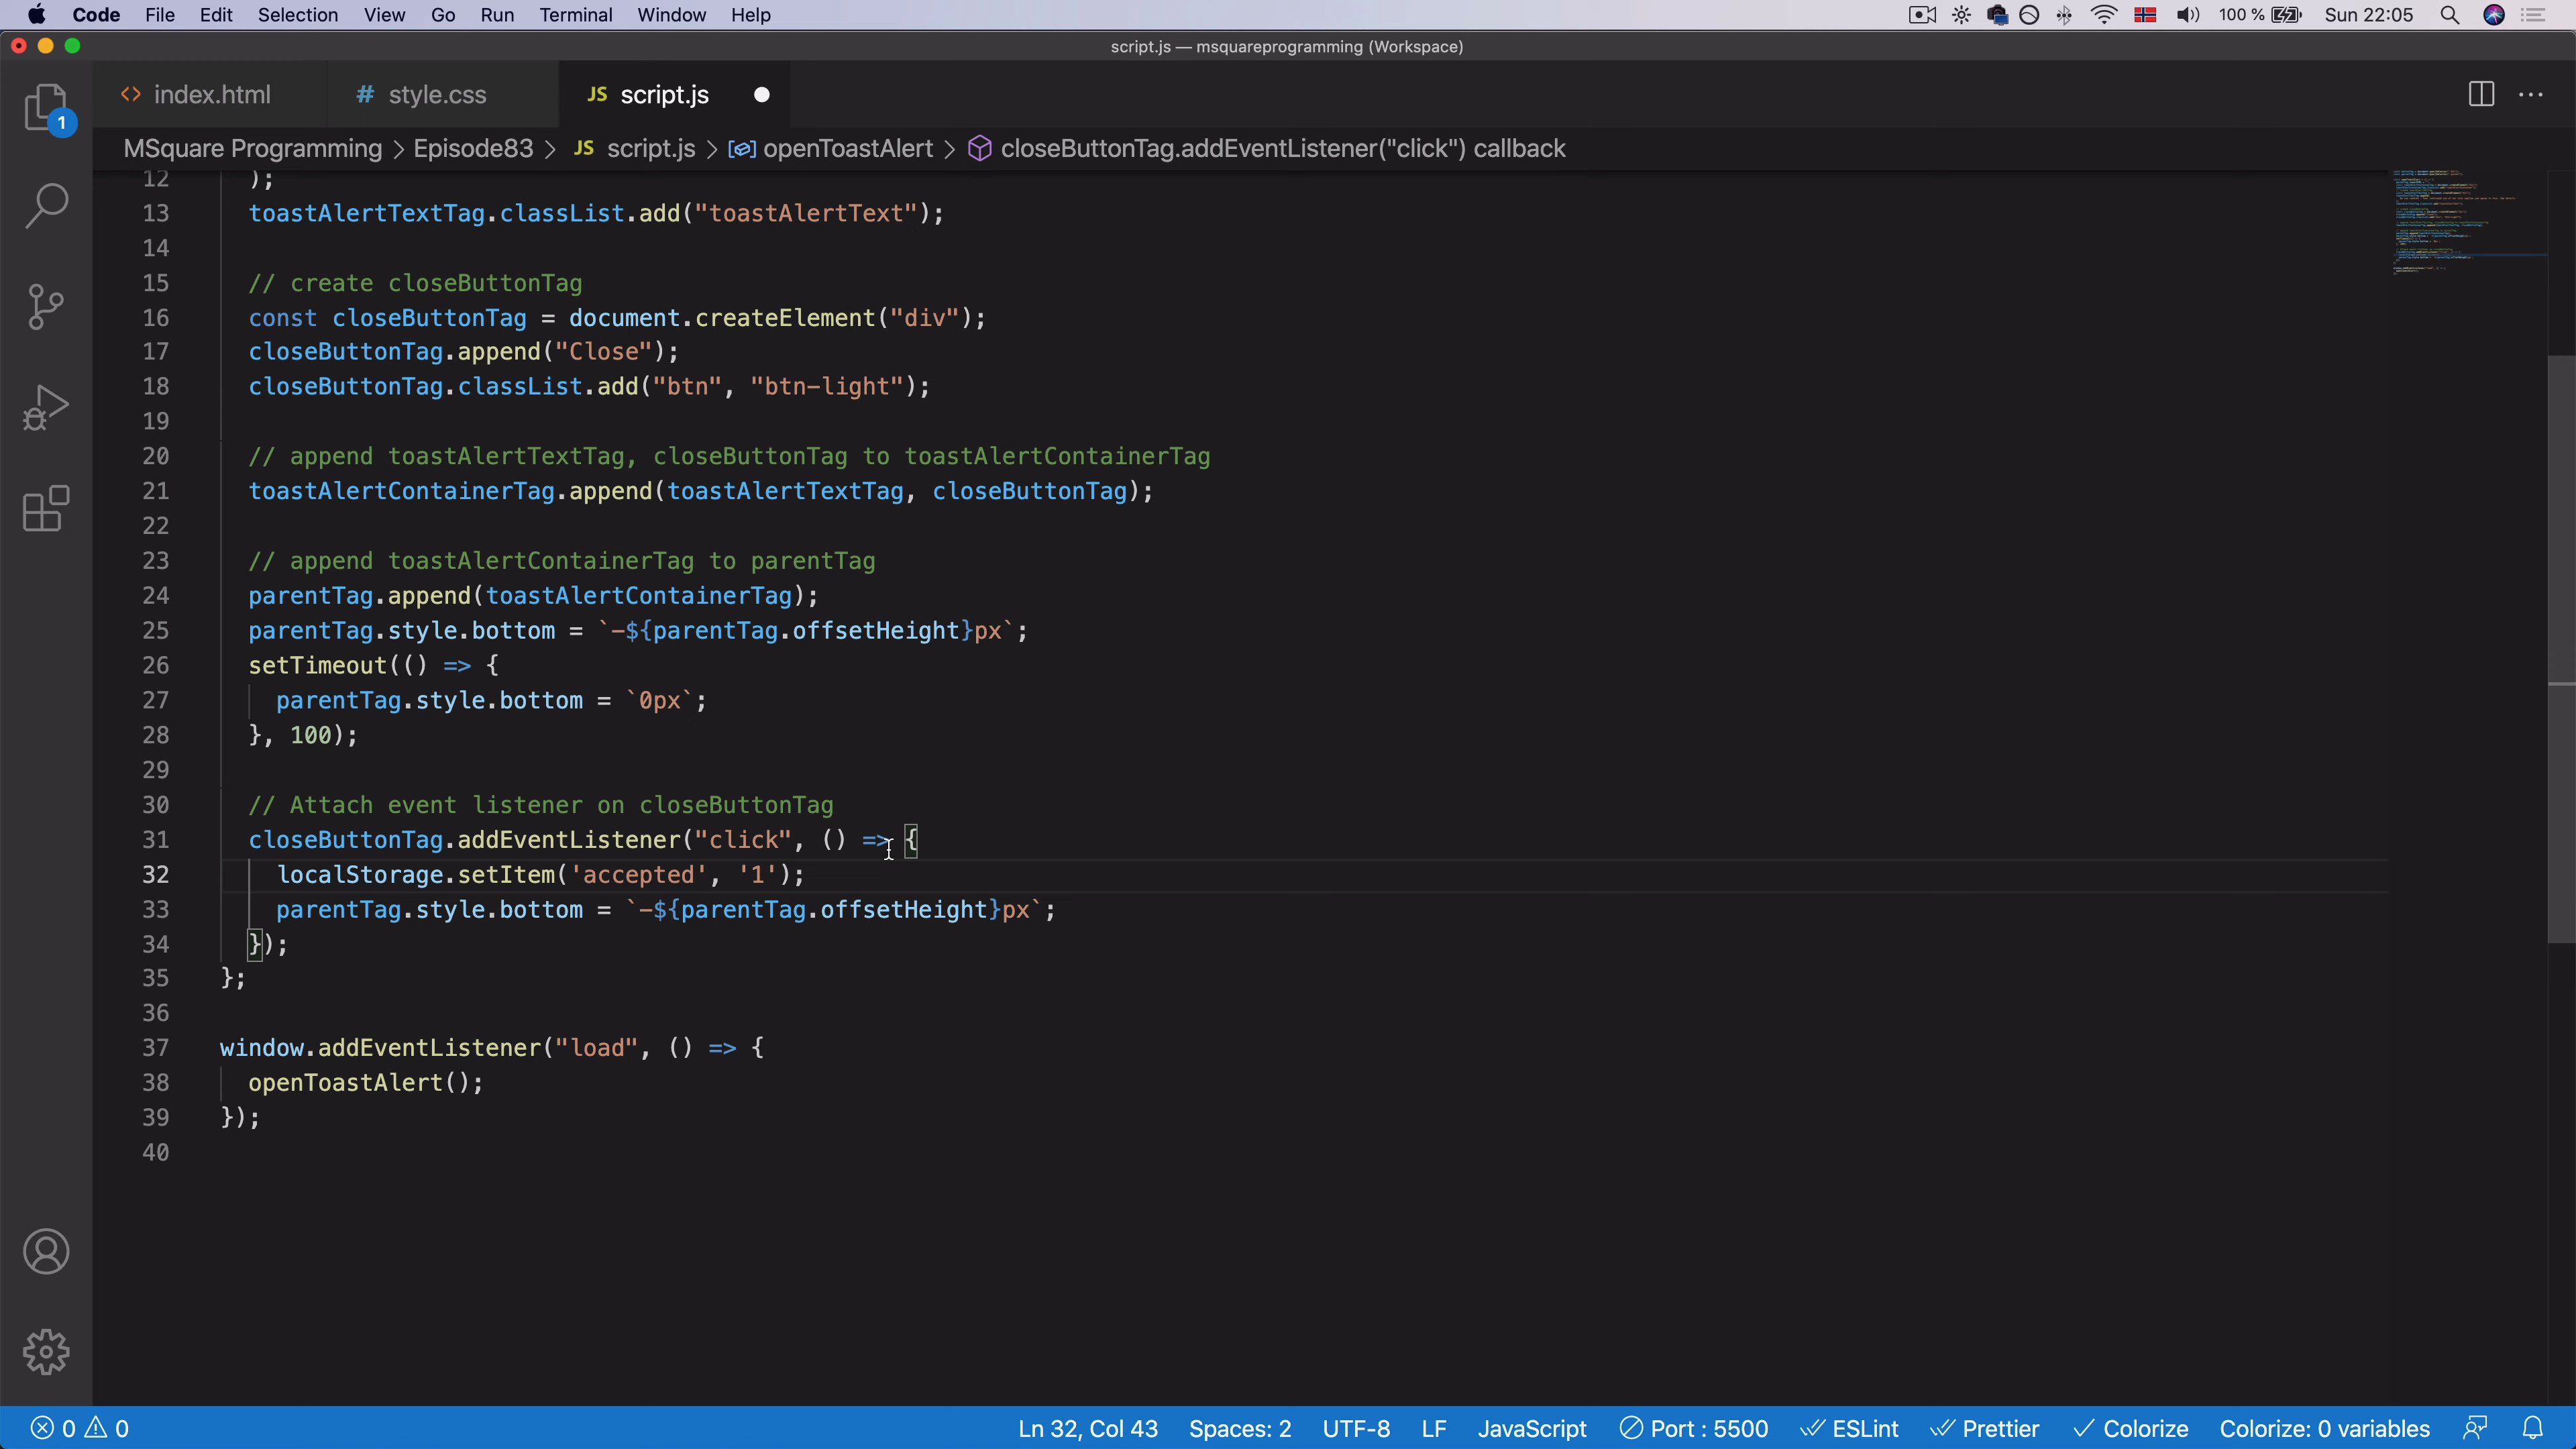 Code File Edit Selection View Go Run Terminal Window Help 100 % Sun 22:05
script.js — msquareprogramming (Workspace)
1
<> index.html # style.css JS script.js
MSquare Programming > Episode83 > JS script.js > openToastAlert > closeButtonTag.addEventListener("click") callback
12 );
13 toastAlertTextTag.classList.add("toastAlertText");
14
15 // create closeButtonTag
16 const closeButtonTag = document.createElement("div");
17 closeButtonTag.append("Close");
18 closeButtonTag.classList.add("btn", "btn-light");
19
20 // append toastAlertTextTag, closeButtonTag to toastAlertContainerTag
21 toastAlertContainerTag.append(toastAlertTextTag, closeButtonTag);
22
23 // append toastAlertContainerTag to parentTag
24 parentTag.append(toastAlertContainerTag);
25 parentTag.style.bottom = `-${parentTag.offsetHeight}px`;
26 setTimeout(() => {
27 parentTag.style.bottom = `0px`;
28 }, 100);
29
30 // Attach event listener on closeButtonTag
31 closeButtonTag.addEventListener("click", () => {
32 localStorage.setItem('accepted', '1');
33 parentTag.style.bottom = `-${parentTag.offsetHeight}px`;
34 });
35 };
36
37 window.addEventListener("load", () => {
38 openToastAlert();
39 });
40
0 0 Ln 32, Col 43 Spaces: 2 UTF-8 LF JavaScript Port : 5500 ESLint Prettier Colorize Colorize: 0 variables